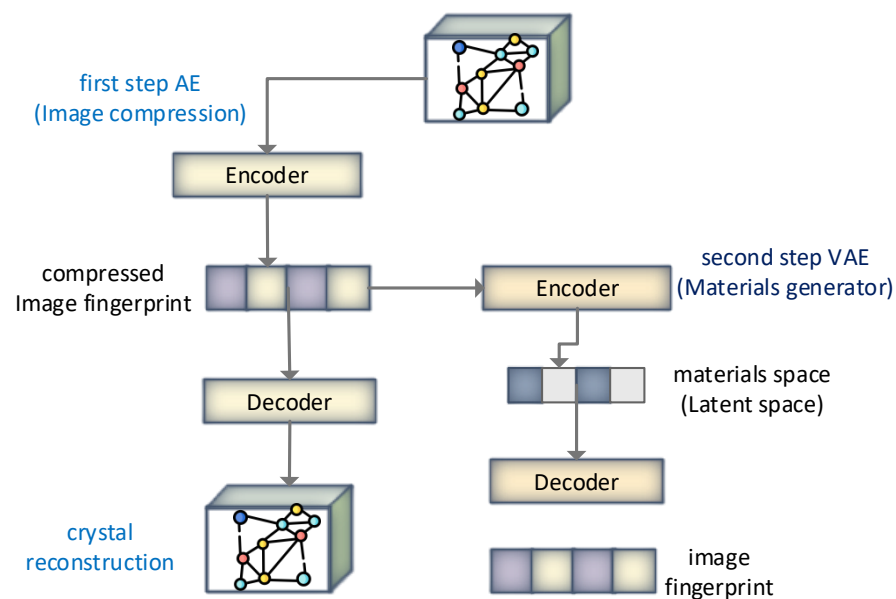 first step AE
(Image compression)
Encoder
compressed
Image fingerprint
second step VAE
(Materials generator)
Encoder
materials space
(Latent space)
Decoder
Decoder
crystal
reconstruction
image
fingerprint